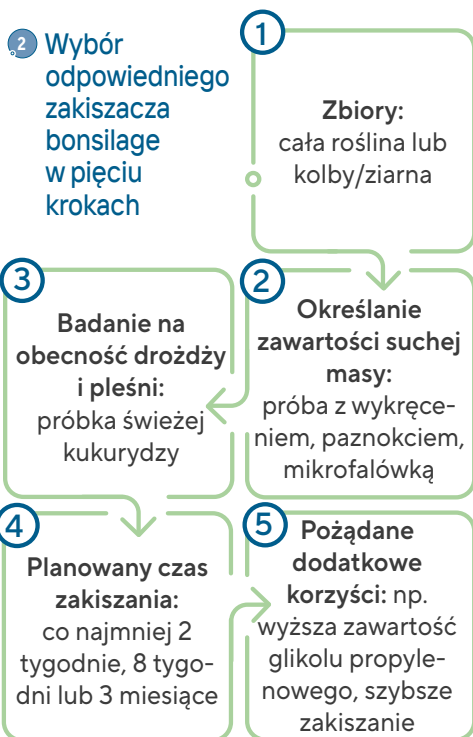 2 Wybór
odpowiedniego
zakiszacza
bonsilage
w pięciu
krokach
1
Zbiory:
cała roślina lub
kolby/ziarna
2
Określanie
zawartości suchej
masy:
próba z wykręce-
niem, paznokciem,
mikrofalówką
3
Badanie na
obecność drożdży
i pleśni:
próbka świeżej
kukurydzy
4
Planowany czas
zakiszania:
co najmniej 2
tygodnie, 8 tygo-
dni lub 3 miesiące
5
Pożądane
dodatkowe
korzyści: np.
wyższa zawartość
glikolu propyle-
nowego, szybsze
zakiszanie